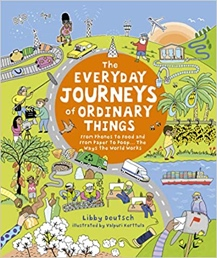 The
EVERYDAY
JOURNEYS
of ORDINARY
THINGS
From Phones to Food and
From Paper to Poop... The
Ways the World Works
Libby Deutsch
illustrated by Valpuri Kerttula